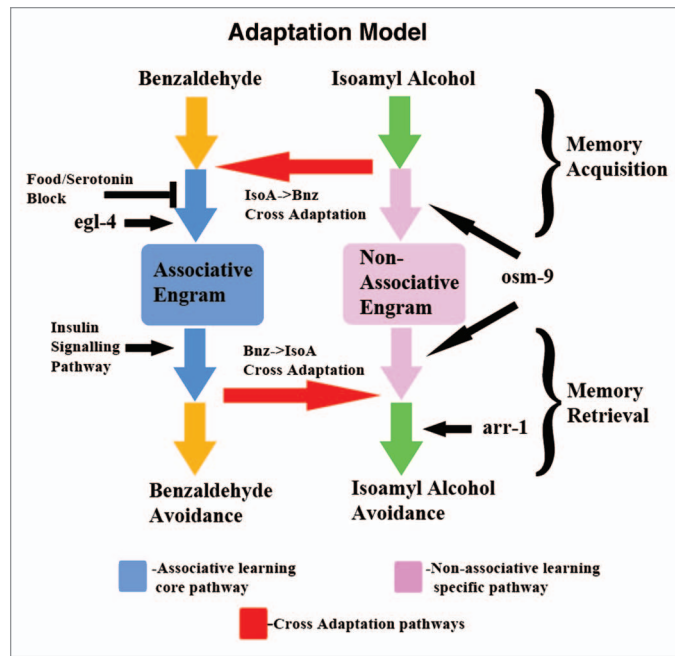 Adaptation Model
Benzaldehyde
Isoamyl Alcohol
Memory
Acquisition
Food/Serotonin
Block
egl-4
IsoA->Bnz
Cross Adaptation
Associative
Engram
Non-
Associative
Engram
osm-9
Insulin
Signalling
Pathway
Bnz->IsoA
Cross Adaptation
Memory
Retrieval
arr-1
Benzaldehyde
Avoidance
Isoamyl Alcohol
Avoidance
-Associative learning
core pathway
-Non-associative learning
specific pathway
-Cross Adaptation pathways